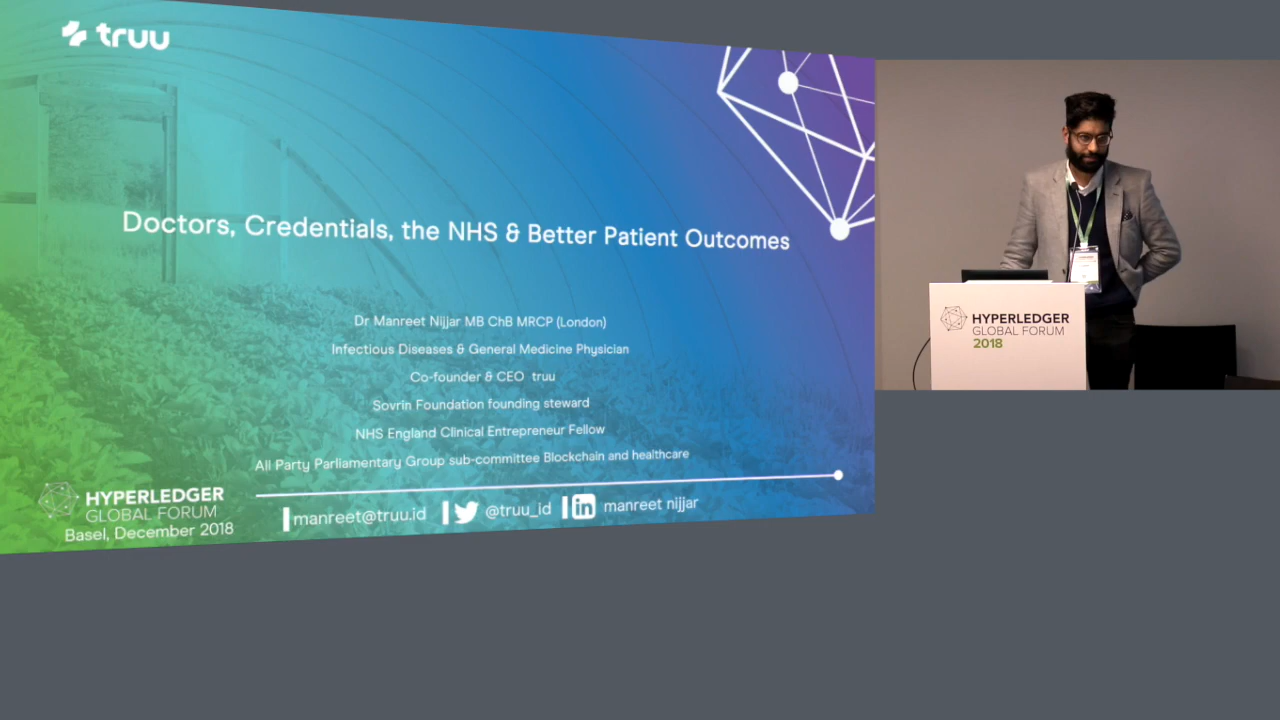 truu
Doctors, Credentials, the NHS & Better Patient Outcomes
Dr Manreet Nijjar MB ChB MRCP (London)
Infectious Diseases & General Medicine Physician
Co-founder & CEO truu
Sovrin Foundation founding steward
NHS England Clinical Entrepreneur Fellow
All Party Parliamentary Group sub-committee Blockchain and healthcare
HYPERLEDGER
GLOBAL FORUM
Basel, December 2018
manreet@truu.id
@truu_id
in manreet nijjar
HYPERLEDGER
GLOBAL FORUM
2018